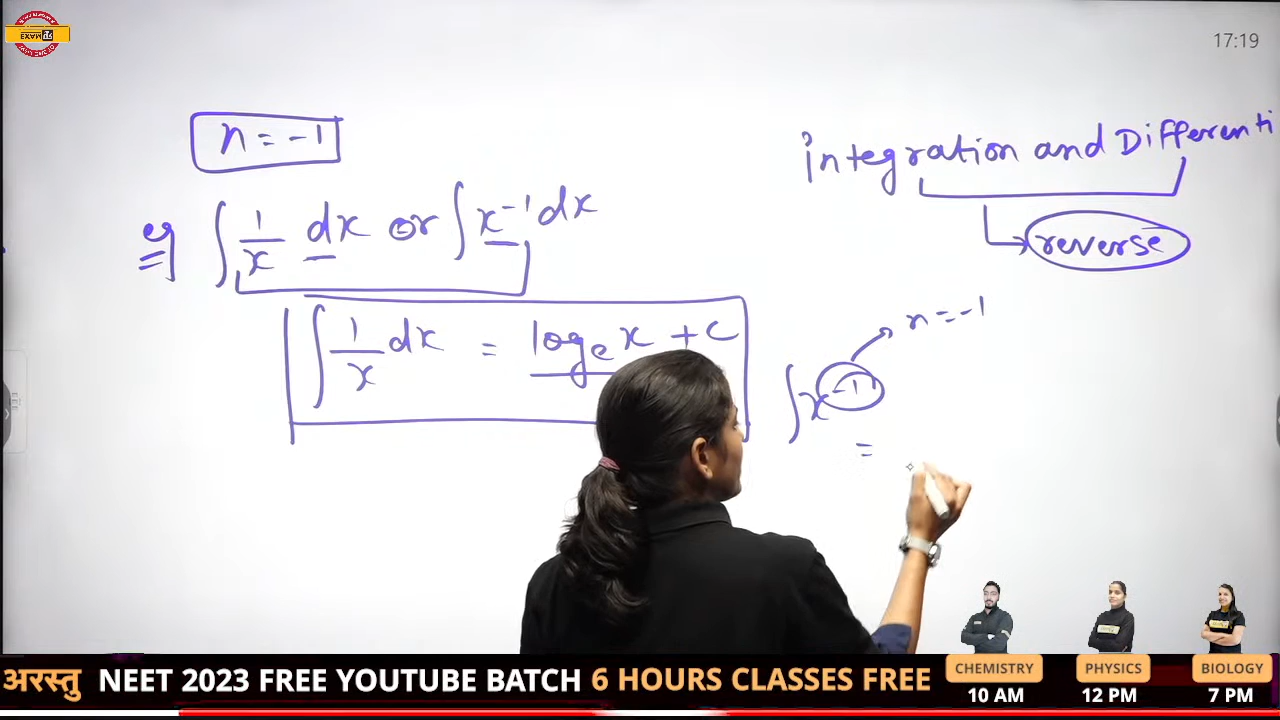 17:19
n = -1
integration and Differenti
eg ∫ 1/x dx or ∫ x⁻¹ dx
reverse
∫ 1/x dx = logₑ x + c
n = -1
∫ x⁻¹
=
अरस्तु NEET 2023 FREE YOUTUBE BATCH 6 HOURS CLASSES FREE
CHEMISTRY
10 AM
PHYSICS
12 PM
BIOLOGY
7 PM